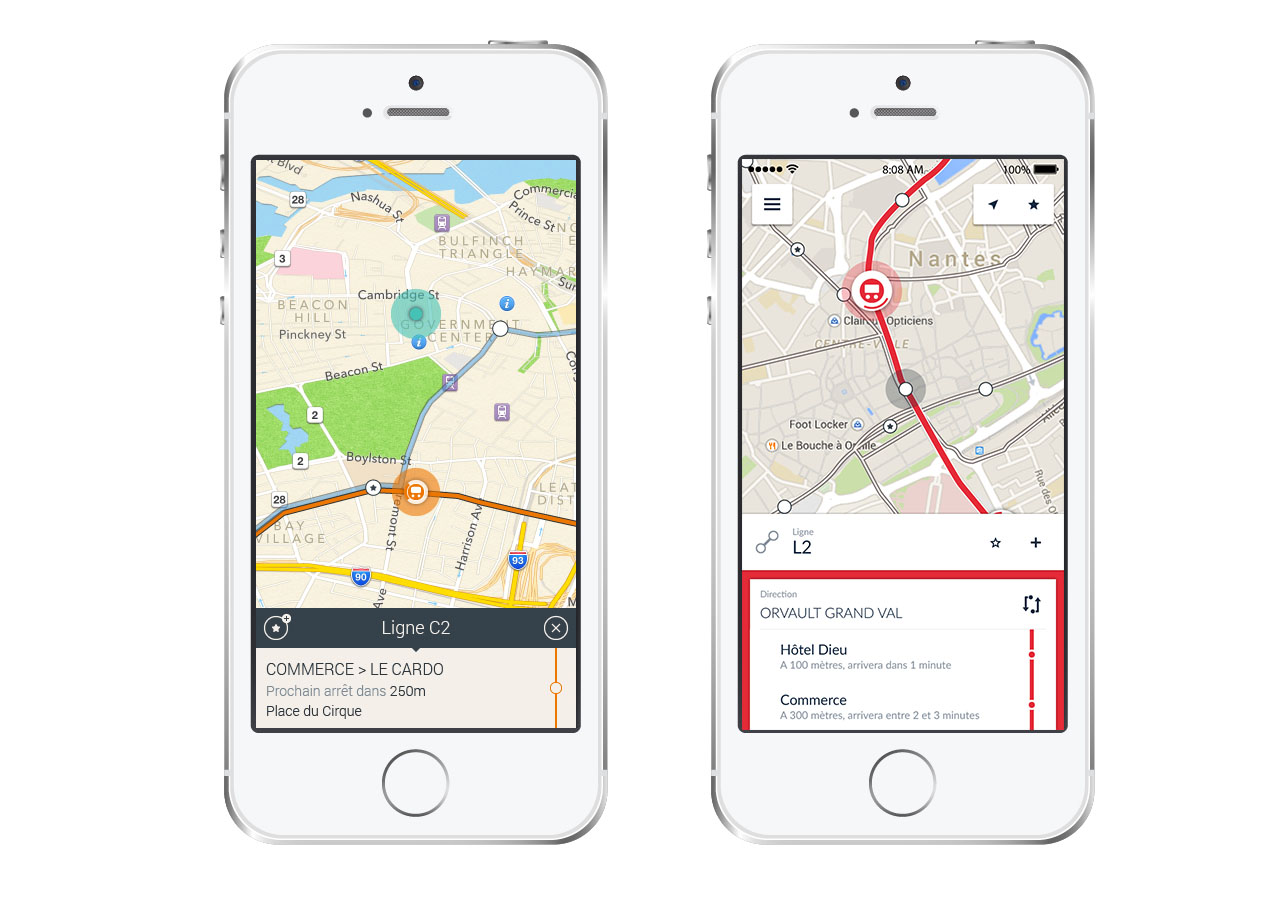 t Blvd
28
Nashua St
Commercia
Prince St
BULFINCH
TRIANGLE
3
HAYMAR
Cambridge St
BEACON
HILL
GOVERNMENT
CENTER
Pinckney St
Beacon St
2
Boylston St
2
28
LEAT
DIST
BAY
VILLAGE
remont St
Harrison Ave
93
90
Ave
Ligne C2
COMMERCE > LE CARDO
Prochain arrêt dans 250m
Place du Cirque
8:08 AM
100%
Nantes
Opticiens
CENTRE-VILLE
Foot Locker
Le Bouche à Oreille
Rue des O
Ligne
L2
Direction
ORVAULT GRAND VAL
Hôtel Dieu
A 100 mètres, arrivera dans 1 minute
Commerce
A 300 mètres, arrivera entre 2 et 3 minutes